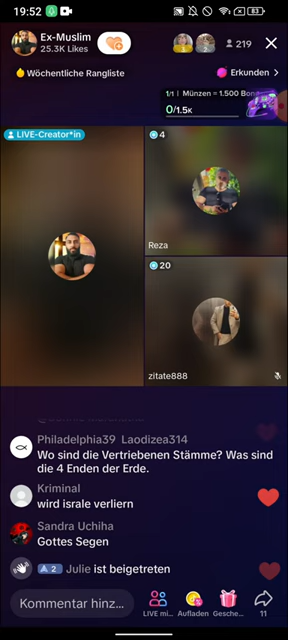 19:52
83
Ex-Muslim
25.3K Likes
219
Wöchentliche Rangliste
Erkunden >
1/1 | Münzen = 1.500 Bon
0/1.5K
LIVE-Creator*in
4
Reza
20
zitate888
Philadelphia39 Laodizea314
Wo sind die Vertriebenen Stämme? Was sind
die 4 Enden der Erde.
Kriminal
wird israle verliern
Sandra Uchiha
Gottes Segen
2 Julie ist beigetreten
Kommentar hinz...
LIVE mi...
Aufladen
Gesche...
11